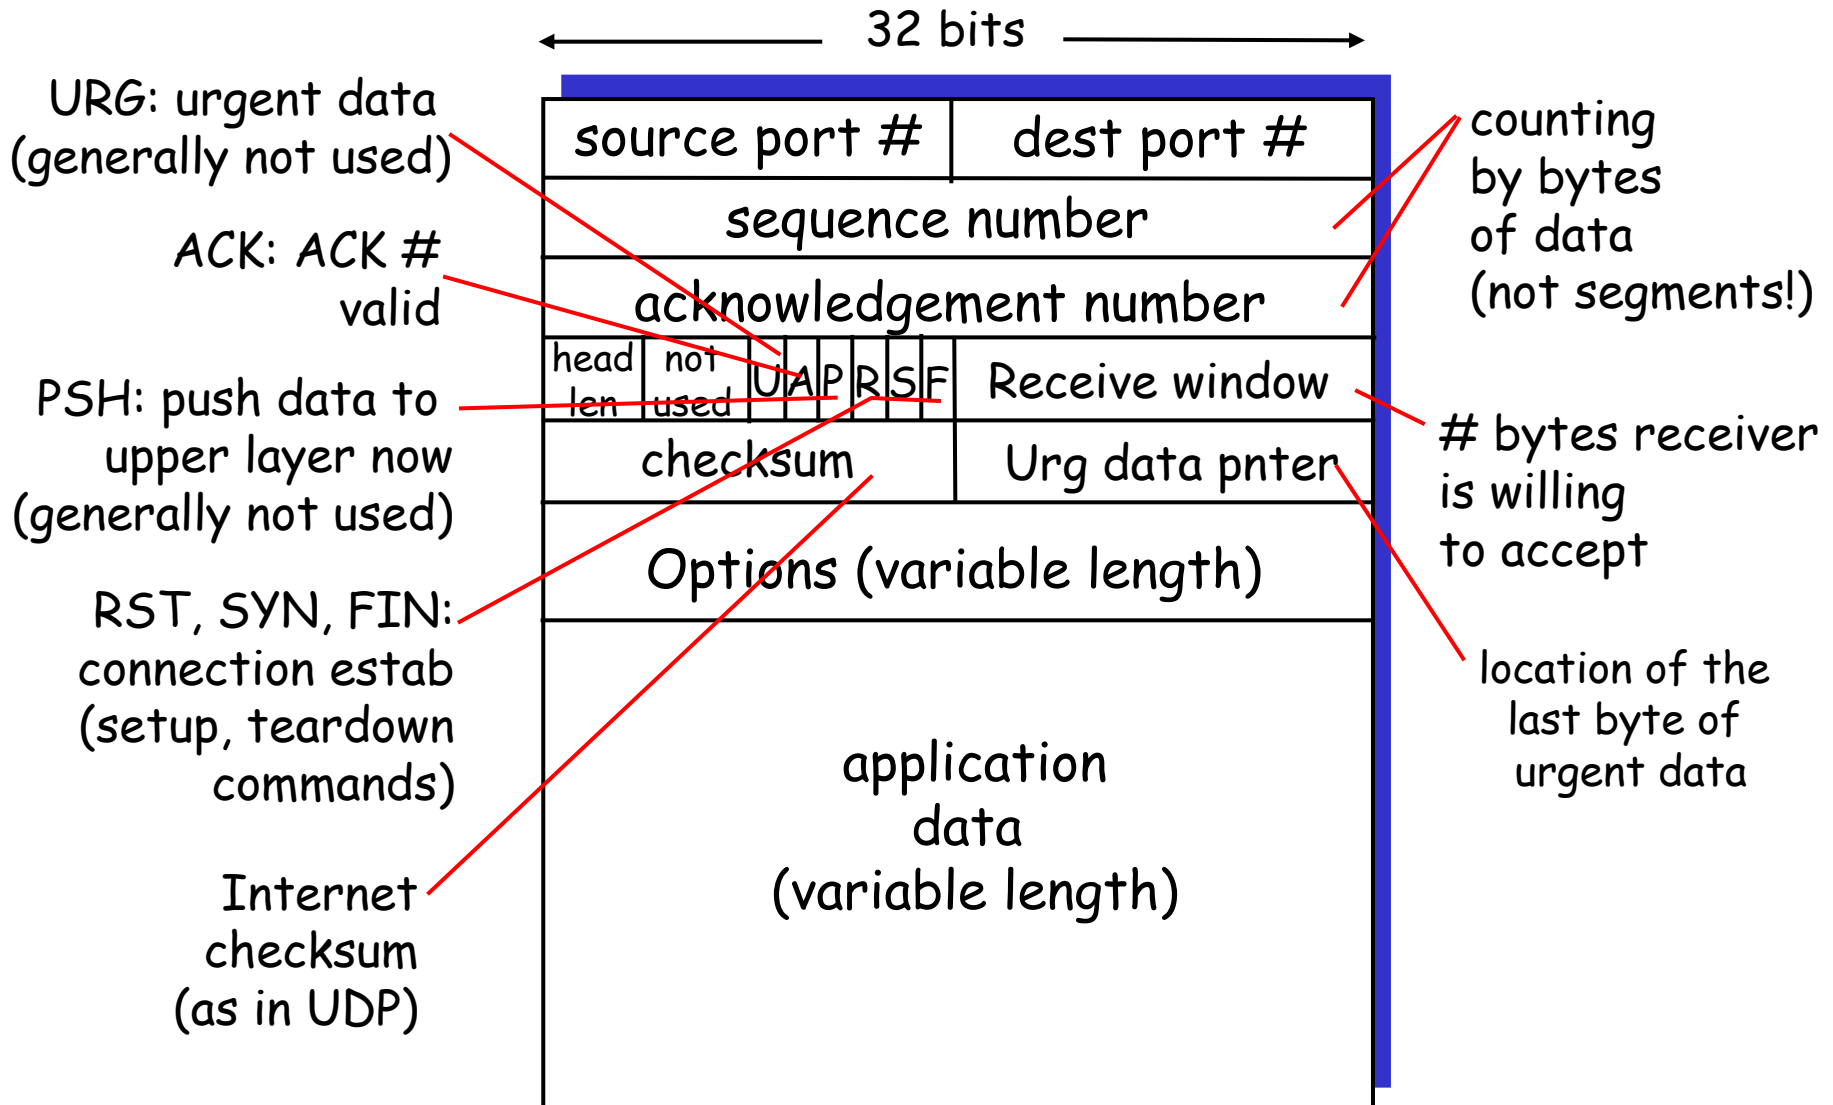 32 bits
URG: urgent data
(generally not used)
ACK: ACK #
valid
PSH: push data to
upper layer now
(generally not used)
RST, SYN, FIN:
connection estab
(setup, teardown
commands)
Internet
checksum
(as in UDP)
source port #
dest port #
sequence number
acknowledgement number
head
len
not
used
U
A
P
R
S
F
Receive window
checksum
Urg data pnter
Options (variable length)
application
data
(variable length)
counting
by bytes
of data
(not segments!)
# bytes receiver
is willing
to accept
location of the
last byte of
urgent data